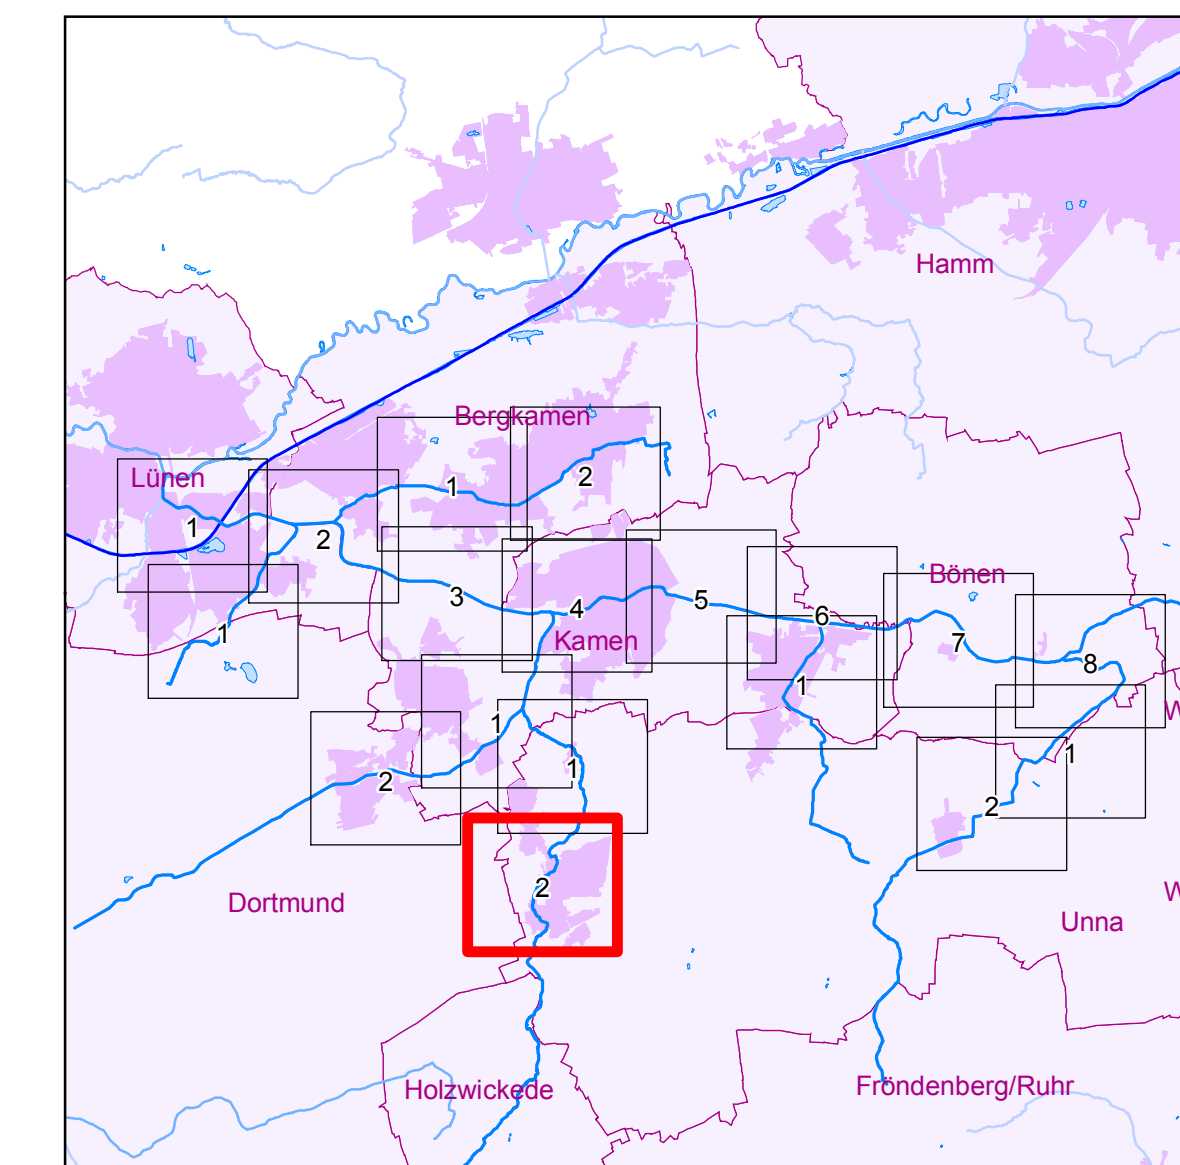 Hamm
Bergkamen
Lünen
1
2
1
2
Bönen
3
4
5
6
7
8
1
Kamen
1
1
W
1
1
2
2
2
W
Dortmund
Unna
Holzwickede
Fröndenberg/Ruhr